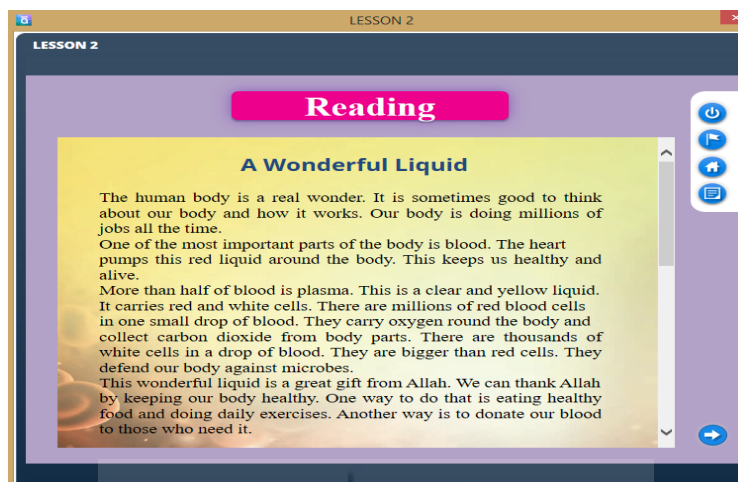 LESSON 2
LESSON 2
Reading
A Wonderful Liquid
The human body is a real wonder. It is sometimes good to think
about our body and how it works. Our body is doing millions of
jobs all the time.
One of the most important parts of the body is blood. The heart
pumps this red liquid around the body. This keeps us healthy and
alive.
More than half of blood is plasma. This is a clear and yellow liquid.
It carries red and white cells. There are millions of red blood cells
in one small drop of blood. They carry oxygen round the body and
collect carbon dioxide from body parts. There are thousands of
white cells in a drop of blood. They are bigger than red cells. They
defend our body against microbes.
This wonderful liquid is a great gift from Allah. We can thank Allah
by keeping our body healthy. One way to do that is eating healthy
food and doing daily exercises. Another way is to donate our blood
to those who need it.